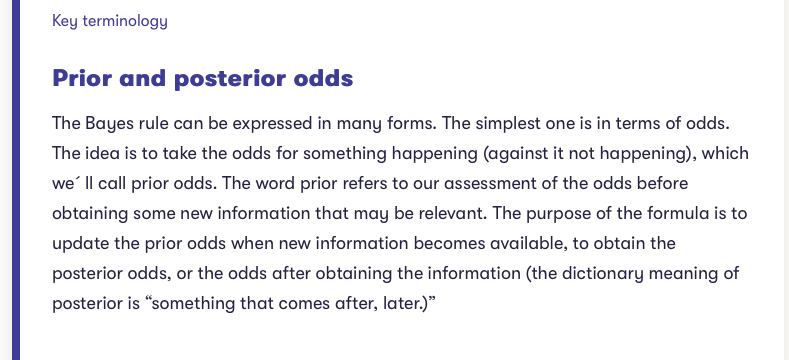 Key terminology
Prior and posterior odds
The Bayes rule can be expressed in many forms. The simplest one is in terms of odds.
The idea is to take the odds for something happening (against it not happening), which
we´ ll call prior odds. The word prior refers to our assessment of the odds before
obtaining some new information that may be relevant. The purpose of the formula is to
update the prior odds when new information becomes available, to obtain the
posterior odds, or the odds after obtaining the information (the dictionary meaning of
posterior is “something that comes after, later.)”